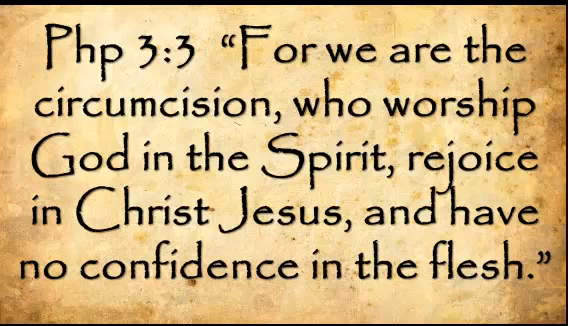 Php 3:3 “For we are the
circumcision, who worship
God in the Spirit, rejoice
in Christ Jesus, and have
no confidence in the flesh.”